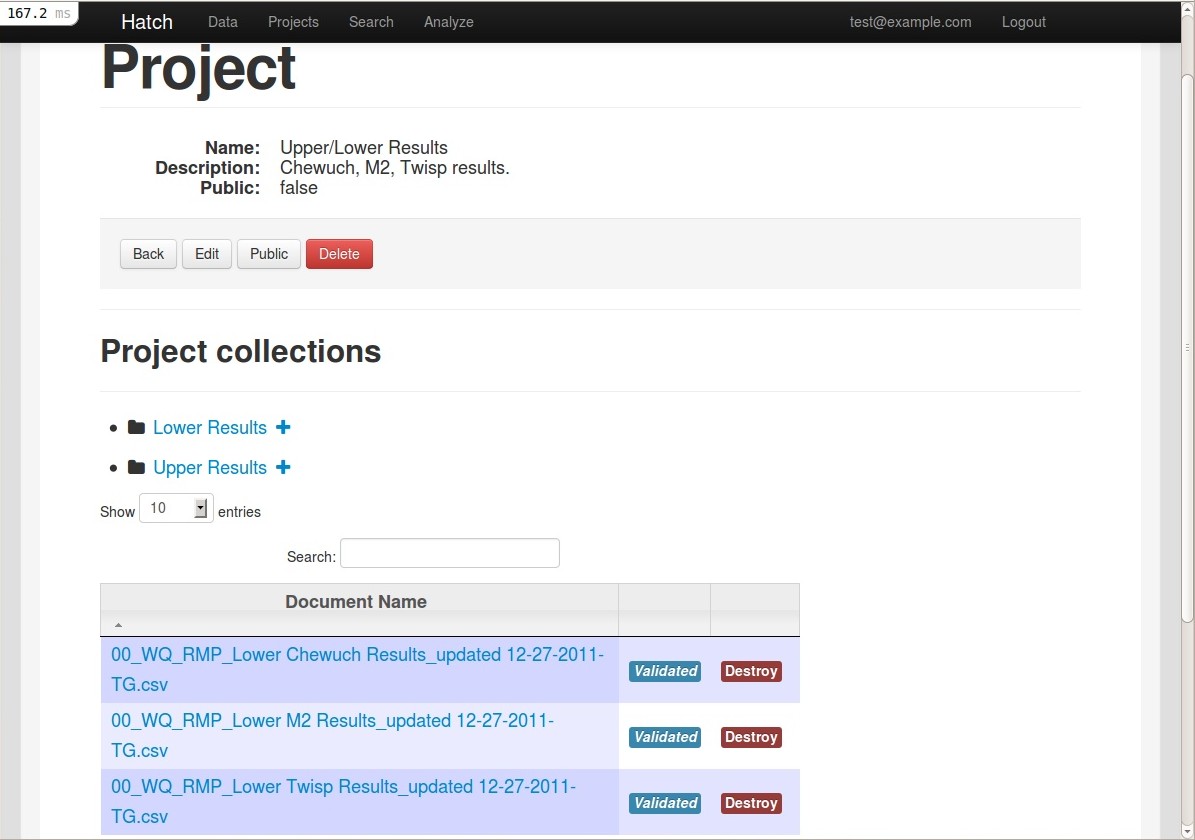 167.2 ms
Hatch Data Projects Search Analyze test@example.com Logout
Project
Name: Upper/Lower Results
Description: Chewuch, M2, Twisp results.
Public: false
Back Edit Public Delete
Project collections
Lower Results
Upper Results
Show 10 entries
Search:
Document Name
00_WQ_RMP_Lower Chewuch Results_updated 12-27-2011-
TG.csv
Validated Destroy
00_WQ_RMP_Lower M2 Results_updated 12-27-2011-
TG.csv
Validated Destroy
00_WQ_RMP_Lower Twisp Results_updated 12-27-2011-
TG.csv
Validated Destroy